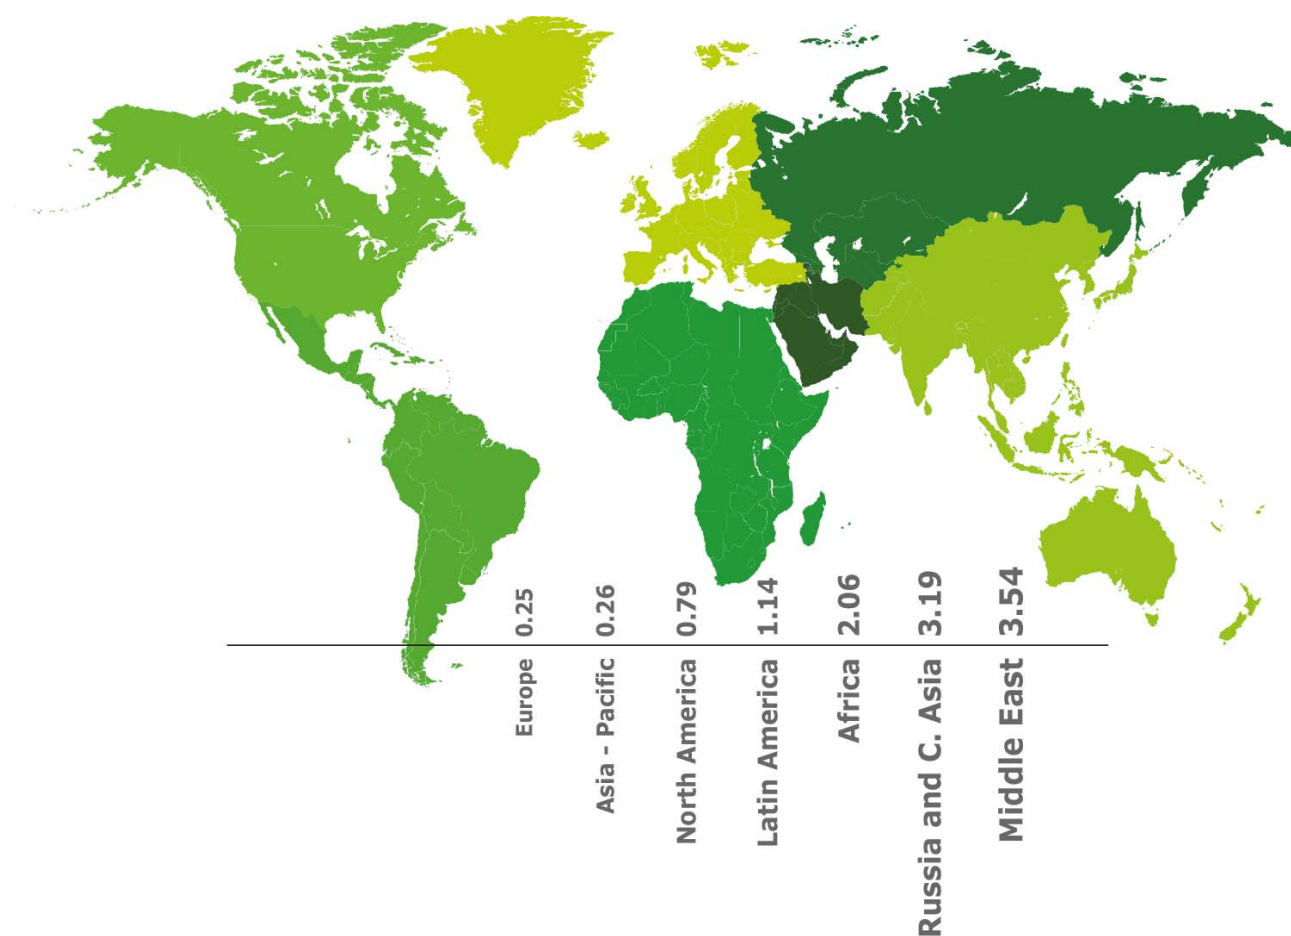 Europe 0.25
Asia - Pacific 0.26
North America 0.79
Latin America 1.14
Africa 2.06
Russia and C. Asia 3.19
Middle East 3.54